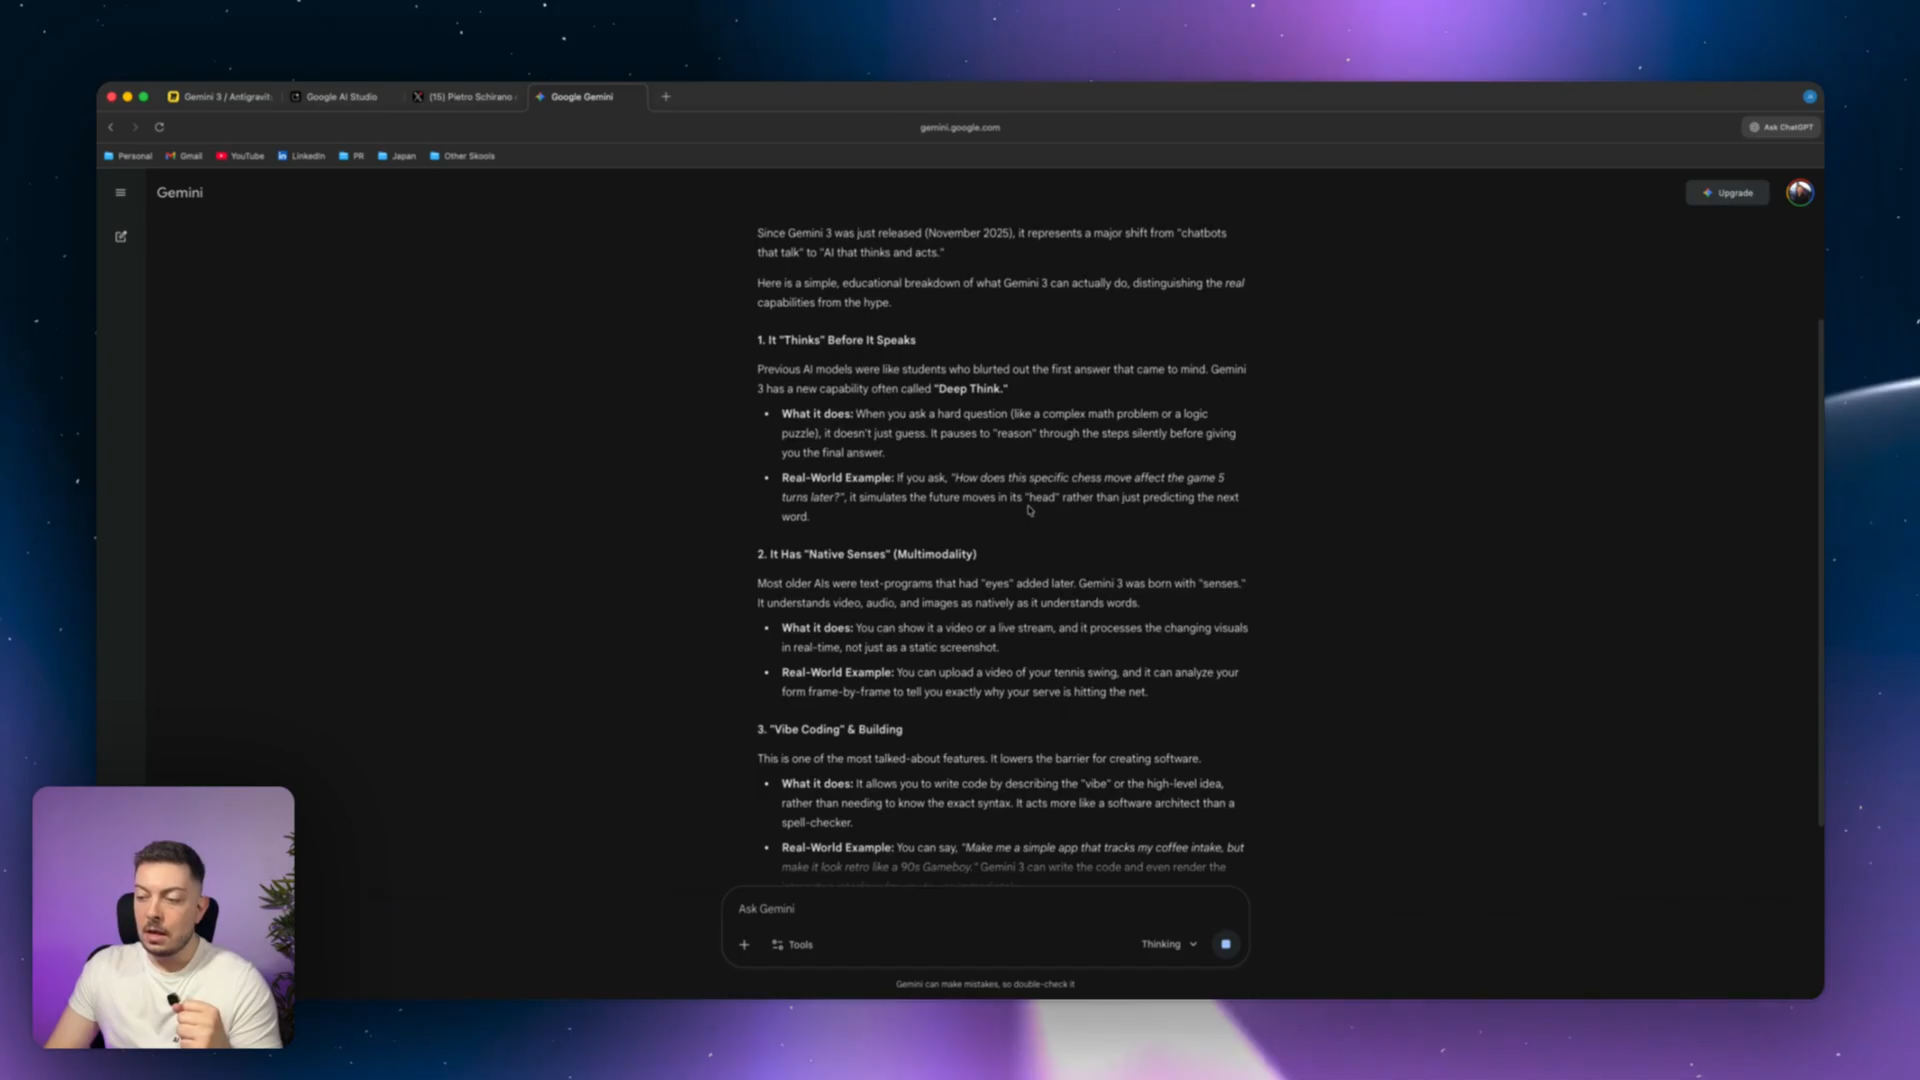 Gemini 3 / Antigravit
Google AI Studio
(15) Pietro Schirano
Google Gemini
gemini.google.com
Ask ChatGPT
Personal
Gmail
YouTube
LinkedIn
PR
Japan
Other Skools
Gemini
Upgrade
Since Gemini 3 was just released (November 2025), it represents a major shift from "chatbots
that talk" to "AI that thinks and acts."
Here is a simple, educational breakdown of what Gemini 3 can actually do, distinguishing the real
capabilities from the hype.
1. It "Thinks" Before It Speaks
Previous AI models were like students who blurted out the first answer that came to mind. Gemini
3 has a new capability often called "Deep Think."
• What it does: When you ask a hard question (like a complex math problem or a logic
puzzle), it doesn't just guess. It pauses to "reason" through the steps silently before giving
you the final answer.
• Real-World Example: If you ask, "How does this specific chess move affect the game 5
turns later?", it simulates the future moves in its "head" rather than just predicting the next
word.
2. It Has "Native Senses" (Multimodality)
Most older AIs were text-programs that had "eyes" added later. Gemini 3 was born with "senses."
It understands video, audio, and images as natively as it understands words.
• What it does: You can show it a video or a live stream, and it processes the changing visuals
in real-time, not just as a static screenshot.
• Real-World Example: You can upload a video of your tennis swing, and it can analyze your
form frame-by-frame to tell you exactly why your serve is hitting the net.
3. "Vibe Coding" & Building
This is one of the most talked-about features. It lowers the barrier for creating software.
• What it does: It allows you to write code by describing the "vibe" or the high-level idea,
rather than needing to know the exact syntax. It acts more like a software architect than a
spell-checker.
• Real-World Example: You can say, "Make me a simple app that tracks my coffee intake, but
make it look retro like a 90s Gameboy." Gemini 3 can write the code and even render the
Ask Gemini
Tools
Thinking
Gemini can make mistakes, so double-check it